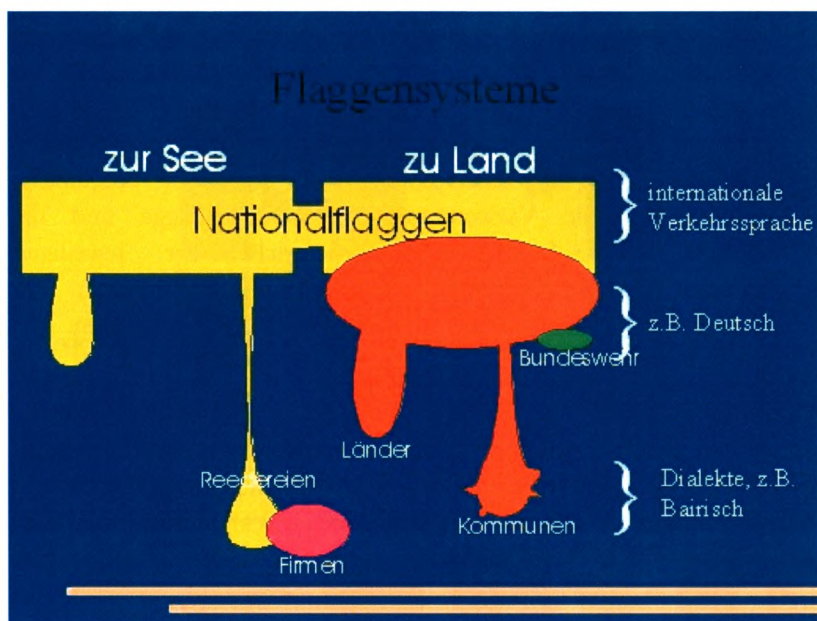 Flaggensysteme
zur See
zu Land
Nationalflaggen
internationale
Verkehrssprache
z.B. Deutsch
Bundeswehr
Länder
Reedereien
Dialekte, z.B.
Bairisch
Kommunen
Firmen